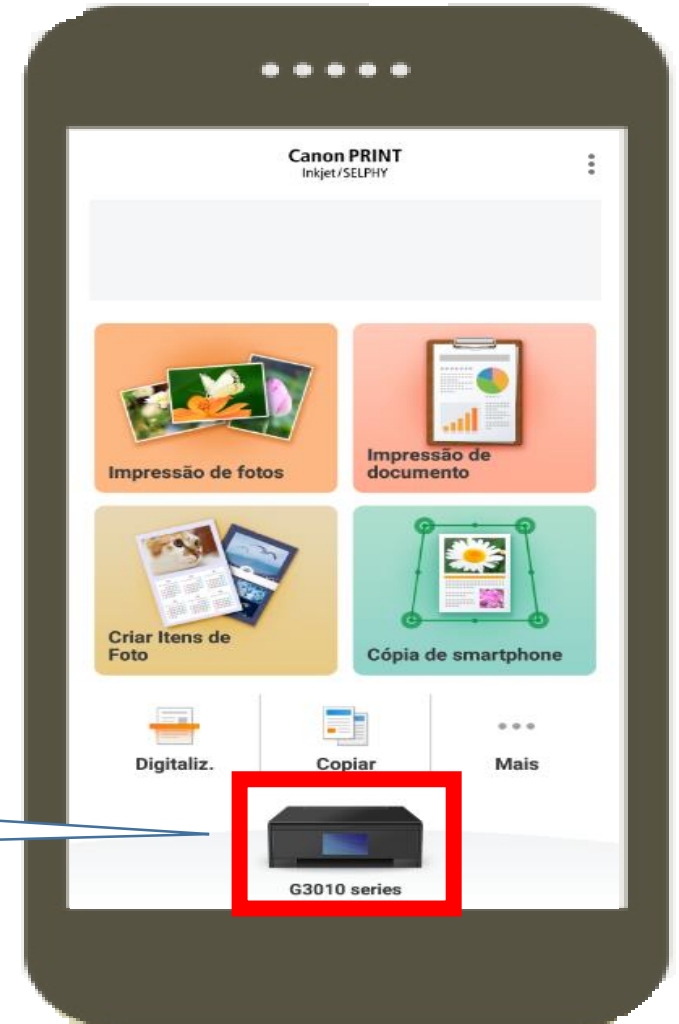 Canon PRINT
Inkjet/SELPHY
Impressão de fotos
Impressão de
documento
Criar Itens de
Foto
Cópia de smartphone
Digitaliz.
Copiar
Mais
G3010 series